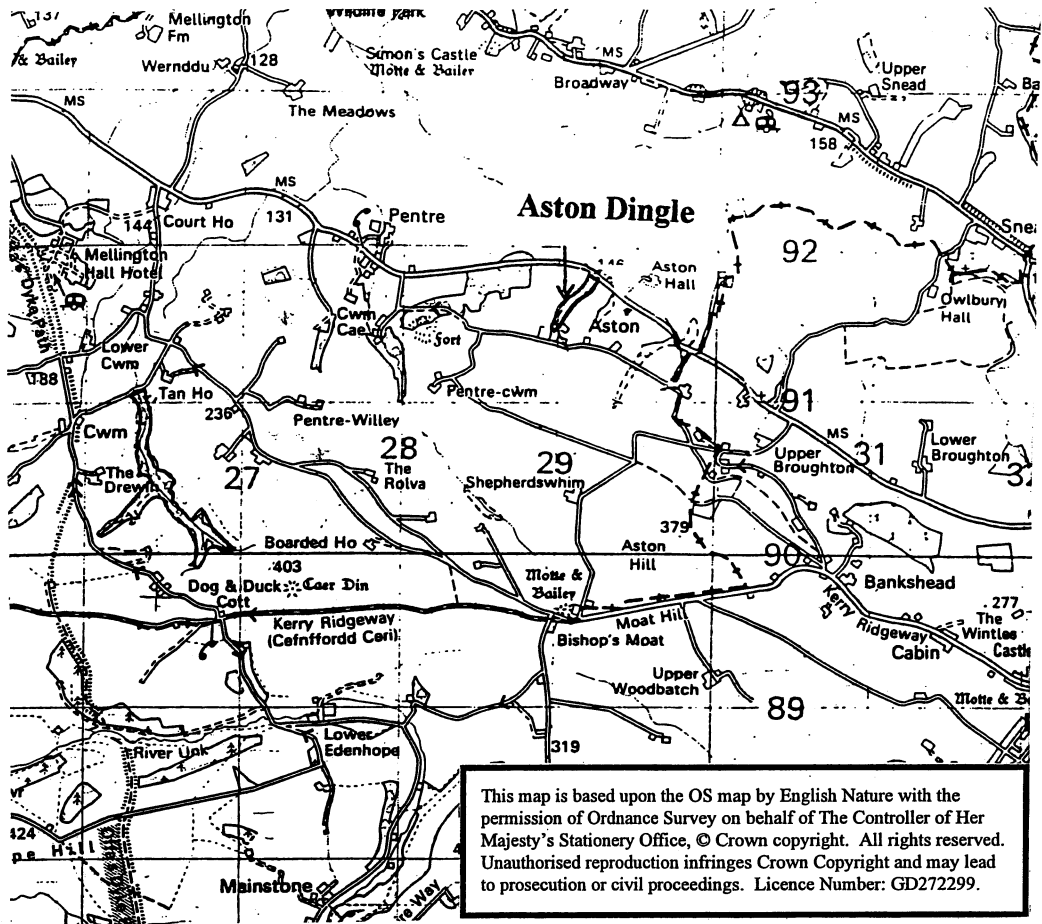 137
Mellington
Fm
& Bailey
Wernddu
128
The Meadows
Simon's Castle
Motte & Bailey
MS
Broadway
93
Upper
Snead
MS
158
MS
MS
131
144
Court Ho
Pentre
Aston Dingle
92
Mellington
Hall Hotel
146
Aston
Hall
Owlbury
Hall
Cwm
Cae
Fort
Aston
Lower
Cwm
188
Tan Ho
236
Pentre-Willey
Pentre-cwm
91
MS
31
Lower
Broughton
Cwm
The
Drewin
27
28
The
Rolva
29
Shepherdswhim
Upper
Broughton
379
Boarded Ho
403
Aston
Hill
90
Bankshead
Dog & Duck
Cott
Caer Din
Motte &
Bailey
Kerry Ridgeway
(Cefnffordd Ceri)
Moat Hill
Bishop's Moat
Kerry Ridgeway
Cabin
277
The
Wintles
Castle
Upper
Woodbatch
89
Motte & B
River Unk
Lower
Edenhope
319
424
Hill
Mainstone
This map is based upon the OS map by English Nature with the
permission of Ordnance Survey on behalf of The Controller of Her
Majesty's Stationery Office, © Crown copyright. All rights reserved.
Unauthorised reproduction infringes Crown Copyright and may lead
to prosecution or civil proceedings. Licence Number: GD272299.